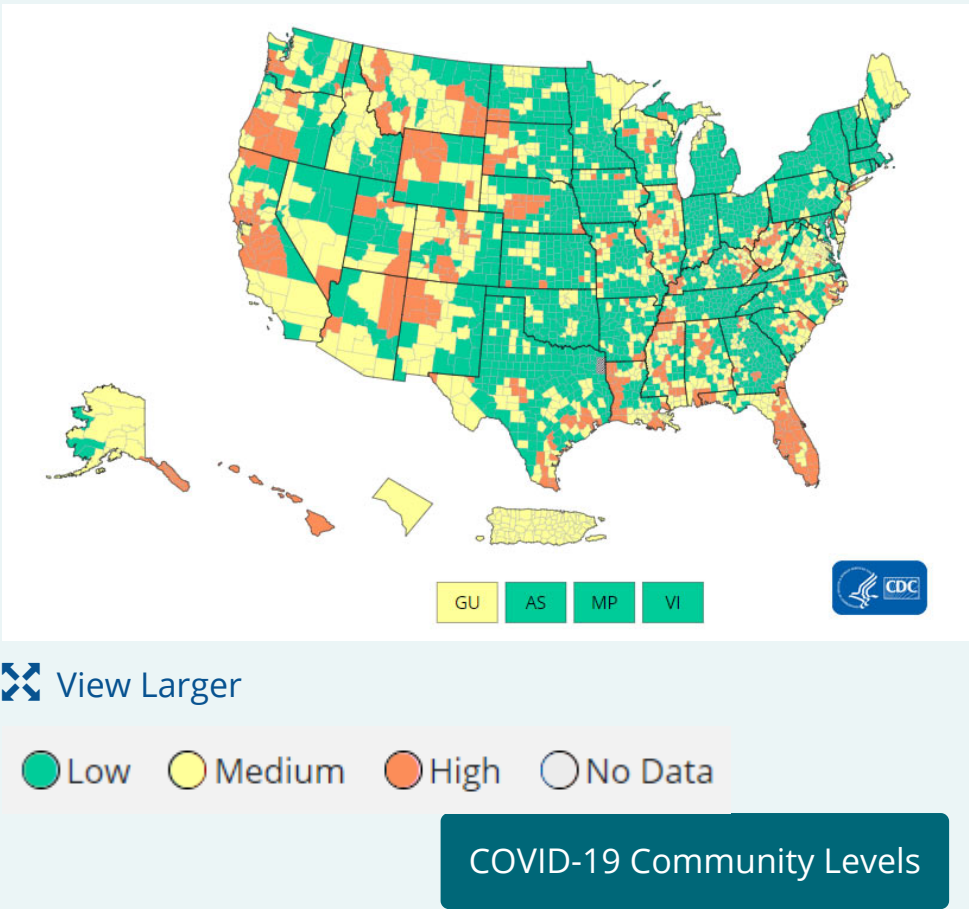 GU AS MP VI
CDC
View Larger
Low Medium High No Data
COVID-19 Community Levels